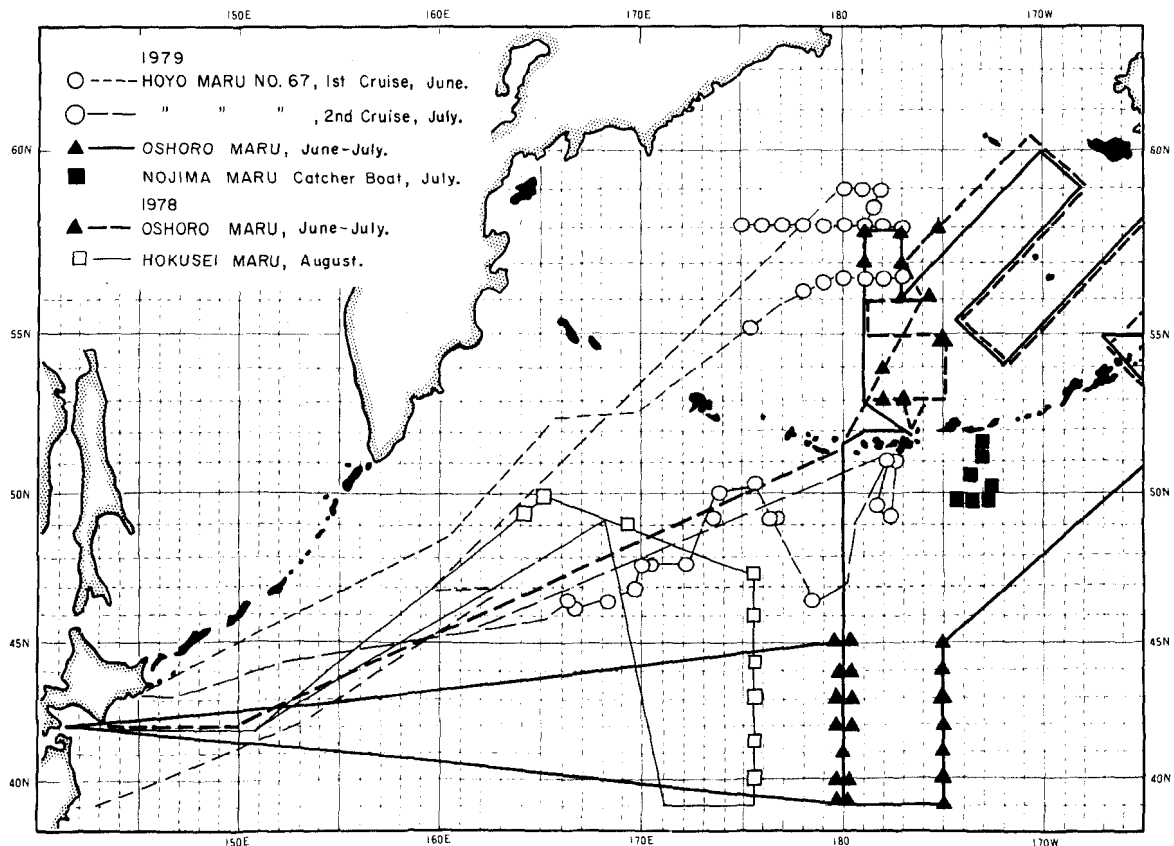 150E 160E 170E 180 170W
1979
HOYO MARU NO. 67, 1st Cruise, June.
" " " , 2nd Cruise, July.
OSHORO MARU, June-July.
NOJIMA MARU Catcher Boat, July.
1978
OSHORO MARU, June-July.
HOKUSEI MARU, August.
60N 60N
55N 55N
50N 50N
45N 45N
40N 40N
150E 160E 170E 180 170W